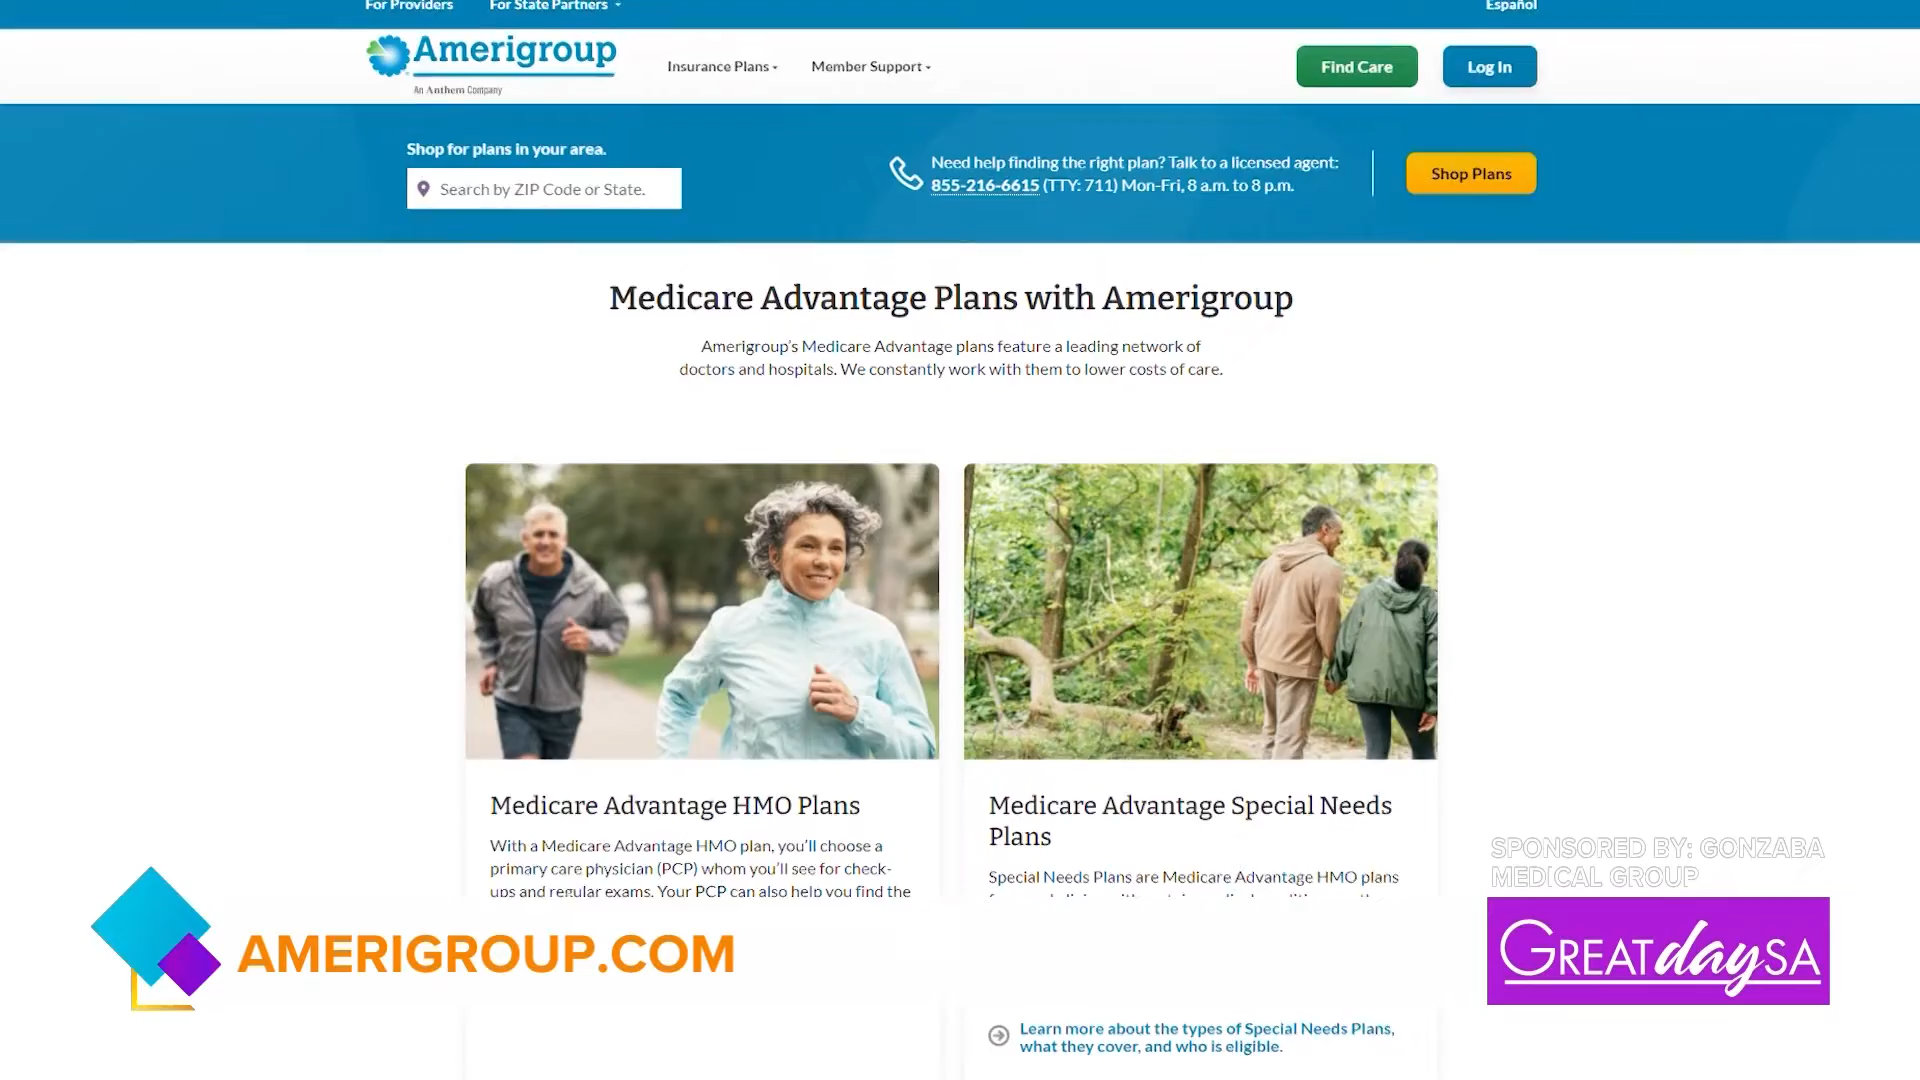 For Providers
For State Partners
Español
Amerigroup
An Anthem Company
Insurance Plans
Member Support
Find Care
Log In
Shop for plans in your area.
Search by ZIP Code or State.
Need help finding the right plan? Talk to a licensed agent:
855-216-6615 (TTY: 711) Mon-Fri, 8 a.m. to 8 p.m.
Shop Plans
Medicare Advantage Plans with Amerigroup
Amerigroup's Medicare Advantage plans feature a leading network of
doctors and hospitals. We constantly work with them to lower costs of care.
Medicare Advantage HMO Plans
With a Medicare Advantage HMO plan, you'll choose a
primary care physician (PCP) whom you'll see for check-
ups and regular exams. Your PCP can also help you find the
Medicare Advantage Special Needs
Plans
Special Needs Plans are Medicare Advantage HMO plans
SPONSORED BY: GONZABA
MEDICAL GROUP
AMERIGROUP.COM
GREAT day SA
Learn more about the types of Special Needs Plans,
what they cover, and who is eligible.